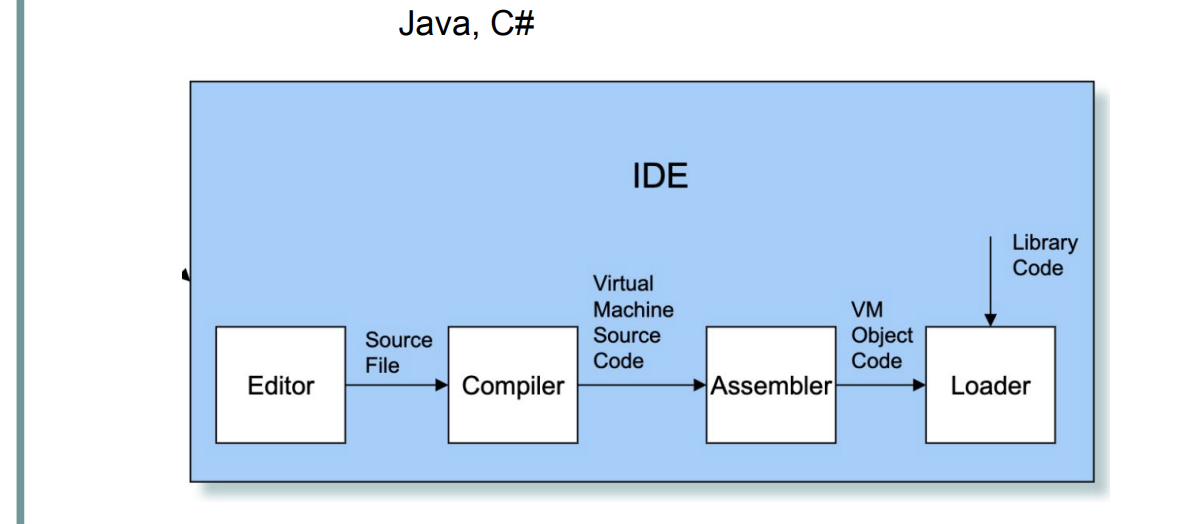 Java, C#
IDE
Library
Code
Virtual
Machine
Source
Code
VM
Object
Code
Source
File
Editor
Compiler
Assembler
Loader